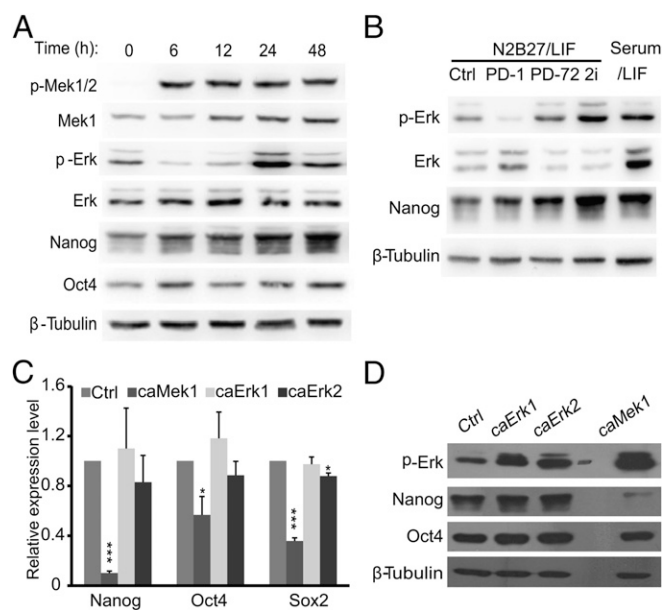 A
Time (h): 0 6 12 24 48
p-Mek1/2
Mek1
p-Erk
Erk
Nanog
Oct4
β-Tubulin
B
N2B27/LIF Serum
Ctrl PD-1 PD-72 2i /LIF
p-Erk
Erk
Nanog
β-Tubulin
C
Relative expression level
1.6
1.2
0.8
0.4
0
Ctrl caMek1 caErk1 caErk2
***
*
***
*
Nanog Oct4 Sox2
D
Ctrl caErk1 caErk2 caMek1
p-Erk
Nanog
Oct4
β-Tubulin